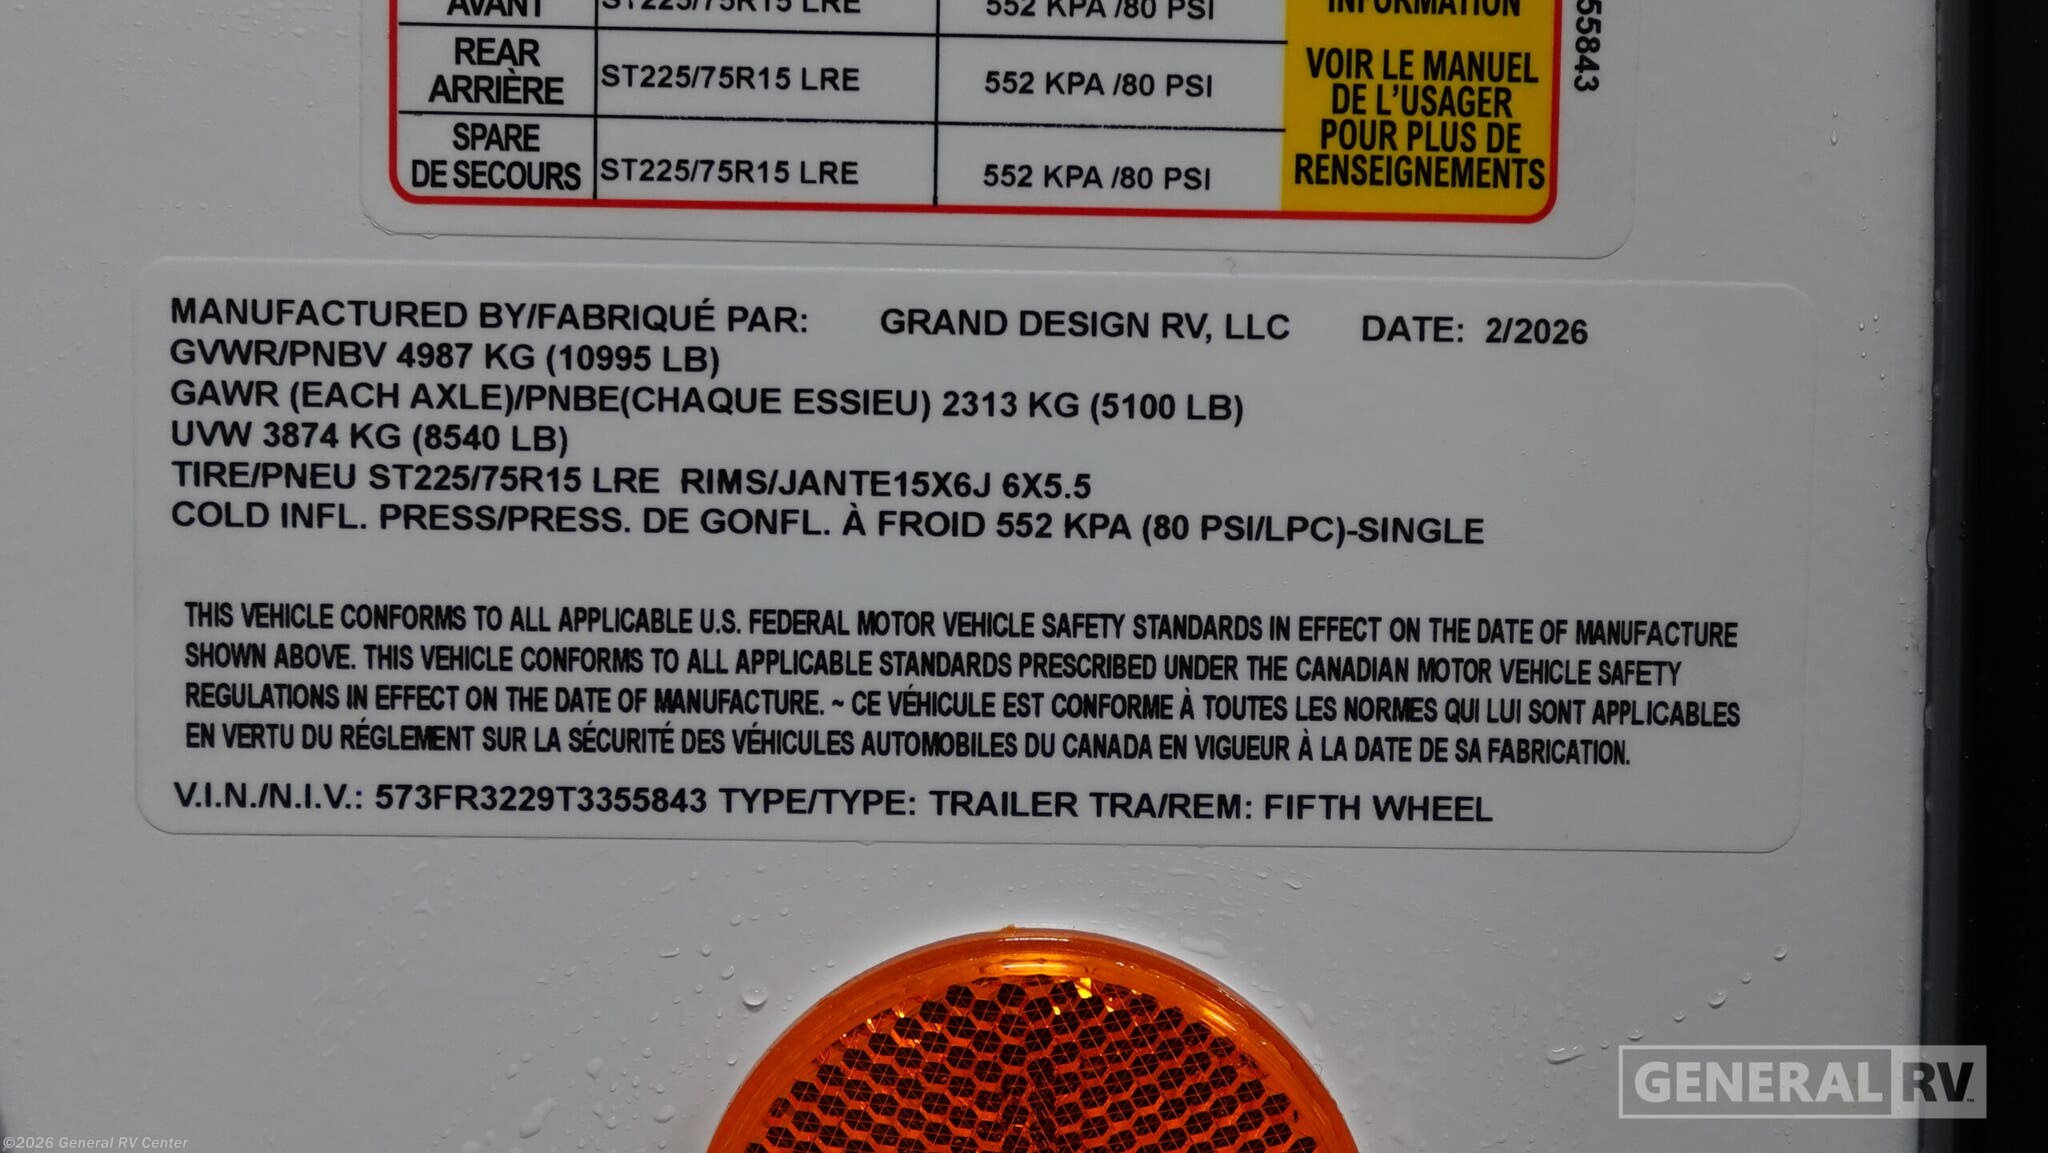 AVANT ST225/75R15 LRE 552 KPA /80 PSI INFORMATION
REAR
ARRIÈRE ST225/75R15 LRE 552 KPA /80 PSI
SPARE
DE SECOURS ST225/75R15 LRE 552 KPA /80 PSI
VOIR LE MANUEL
DE L'USAGER
POUR PLUS DE
RENSEIGNEMENTS
55843
MANUFACTURED BY/FABRIQUÉ PAR: GRAND DESIGN RV, LLC DATE: 2/2026
GVWR/PNBV 4987 KG (10995 LB)
GAWR (EACH AXLE)/PNBE(CHAQUE ESSIEU) 2313 KG (5100 LB)
UVW 3874 KG (8540 LB)
TIRE/PNEU ST225/75R15 LRE RIMS/JANTE15X6J 6X5.5
COLD INFL. PRESS/PRESS. DE GONFL. À FROID 552 KPA (80 PSI/LPC)-SINGLE
THIS VEHICLE CONFORMS TO ALL APPLICABLE U.S. FEDERAL MOTOR VEHICLE SAFETY STANDARDS IN EFFECT ON THE DATE OF MANUFACTURE
SHOWN ABOVE. THIS VEHICLE CONFORMS TO ALL APPLICABLE STANDARDS PRESCRIBED UNDER THE CANADIAN MOTOR VEHICLE SAFETY
REGULATIONS IN EFFECT ON THE DATE OF MANUFACTURE. ~ CE VÉHICULE EST CONFORME À TOUTES LES NORMES QUI LUI SONT APPLICABLES
EN VERTU DU RÉGLEMENT SUR LA SÉCURITÉ DES VÉHICULES AUTOMOBILES DU CANADA EN VIGUEUR À LA DATE DE SA FABRICATION.
V.I.N./N.I.V.: 573FR3229T3355843 TYPE/TYPE: TRAILER TRA/REM: FIFTH WHEEL
GENERAL RV
©2026 General RV Center